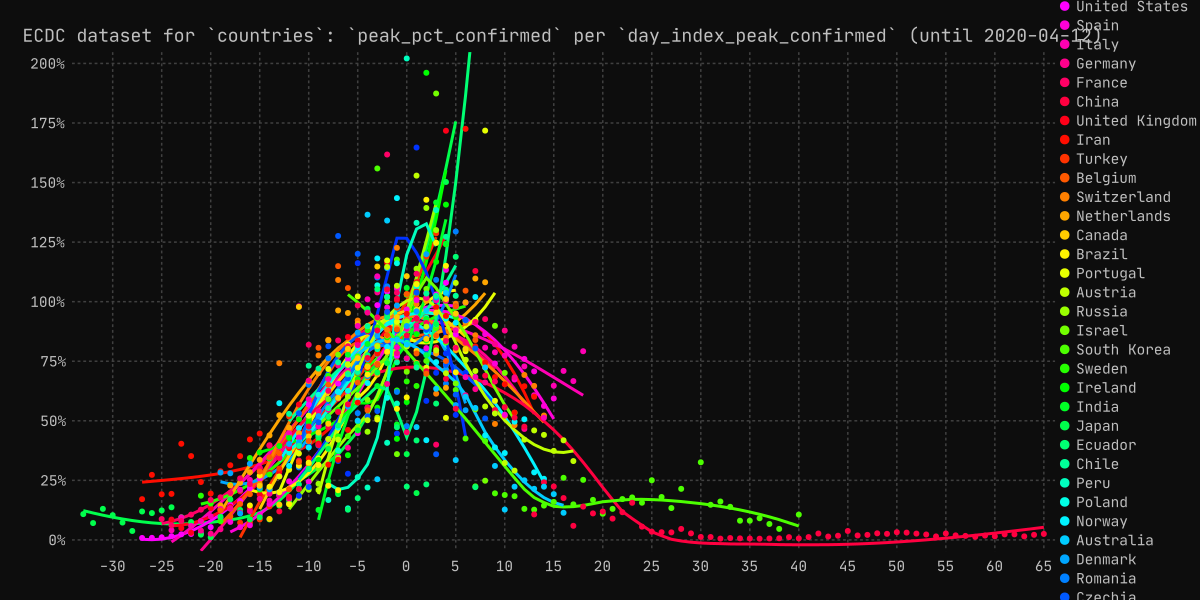 ECDC dataset for `countries`: `peak_pct_confirmed` per `day_index_peak_confirmed` (until 2020-04-12)
United States
Spain
Italy
Germany
France
China
United Kingdom
Iran
Turkey
Belgium
Switzerland
Netherlands
Canada
Brazil
Portugal
Austria
Russia
Israel
South Korea
Sweden
Ireland
India
Japan
Ecuador
Chile
Peru
Poland
Norway
Australia
Denmark
Romania
Czechia
200%
175%
150%
125%
100%
75%
50%
25%
0%
-30 -25 -20 -15 -10 -5 0 5 10 15 20 25 30 35 40 45 50 55 60 65